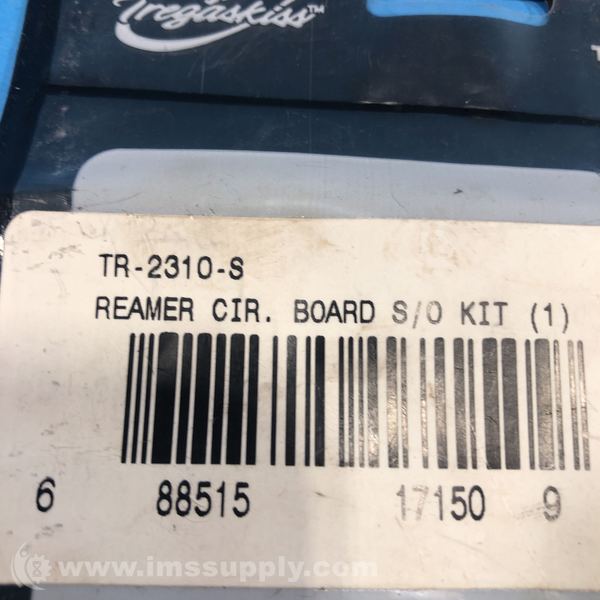 Tregaskiss™
TR-2310-S
REAMER CIR. BOARD S/O KIT (1)
6 88515 17150 9
www.imssupply.com